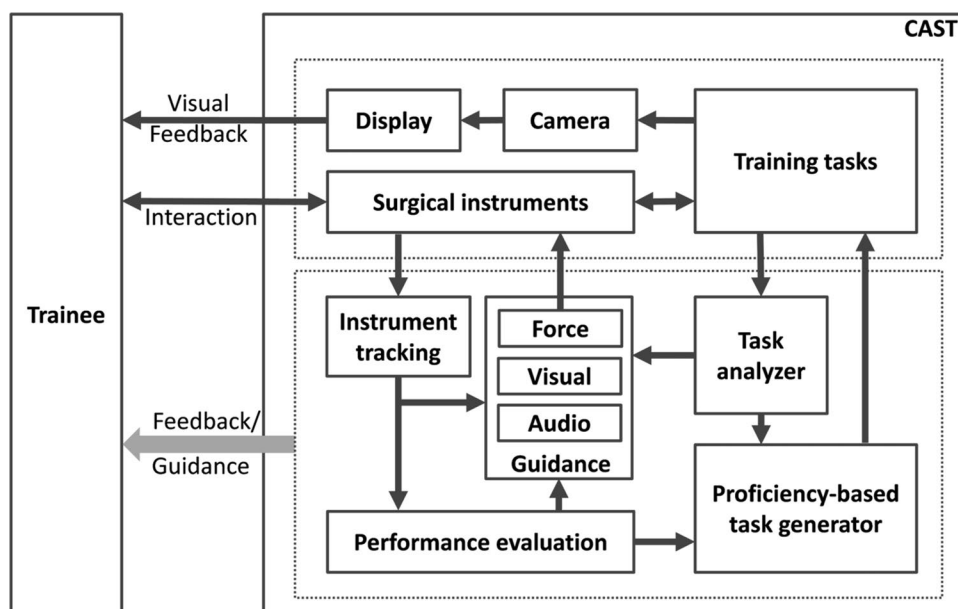 CAST
Visual
Feedback
Display
Camera
Training tasks
Interaction
Surgical instruments
Trainee
Instrument
tracking
Force
Visual
Audio
Guidance
Task
analyzer
Feedback/
Guidance
Performance evaluation
Proficiency-based
task generator